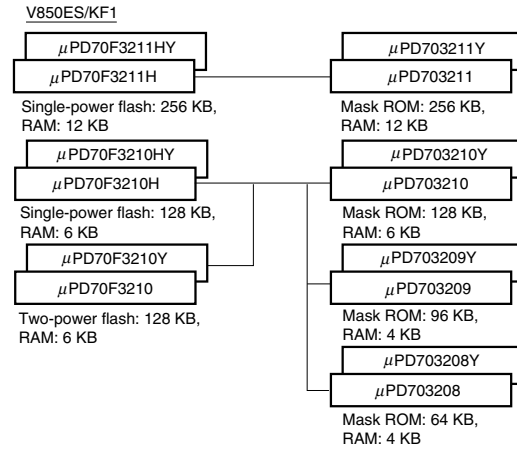 V850ES/KF1
μPD70F3211HY
μPD70F3211H
Single-power flash: 256 KB,
RAM: 12 KB
μPD703211Y
μPD703211
Mask ROM: 256 KB,
RAM: 12 KB
μPD70F3210HY
μPD70F3210H
Single-power flash: 128 KB,
RAM: 6 KB
μPD703210Y
μPD703210
Mask ROM: 128 KB,
RAM: 6 KB
μPD70F3210Y
μPD70F3210
Two-power flash: 128 KB,
RAM: 6 KB
μPD703209Y
μPD703209
Mask ROM: 96 KB,
RAM: 4 KB
μPD703208Y
μPD703208
Mask ROM: 64 KB,
RAM: 4 KB